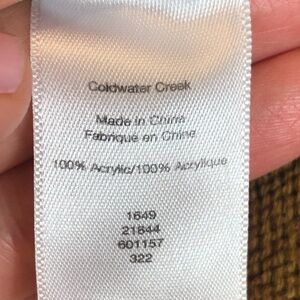 Coldwater Creek
Made in China
Fabriqué en Chine
100% Acrylic/100% Acrylique
1649
21844
601157
322